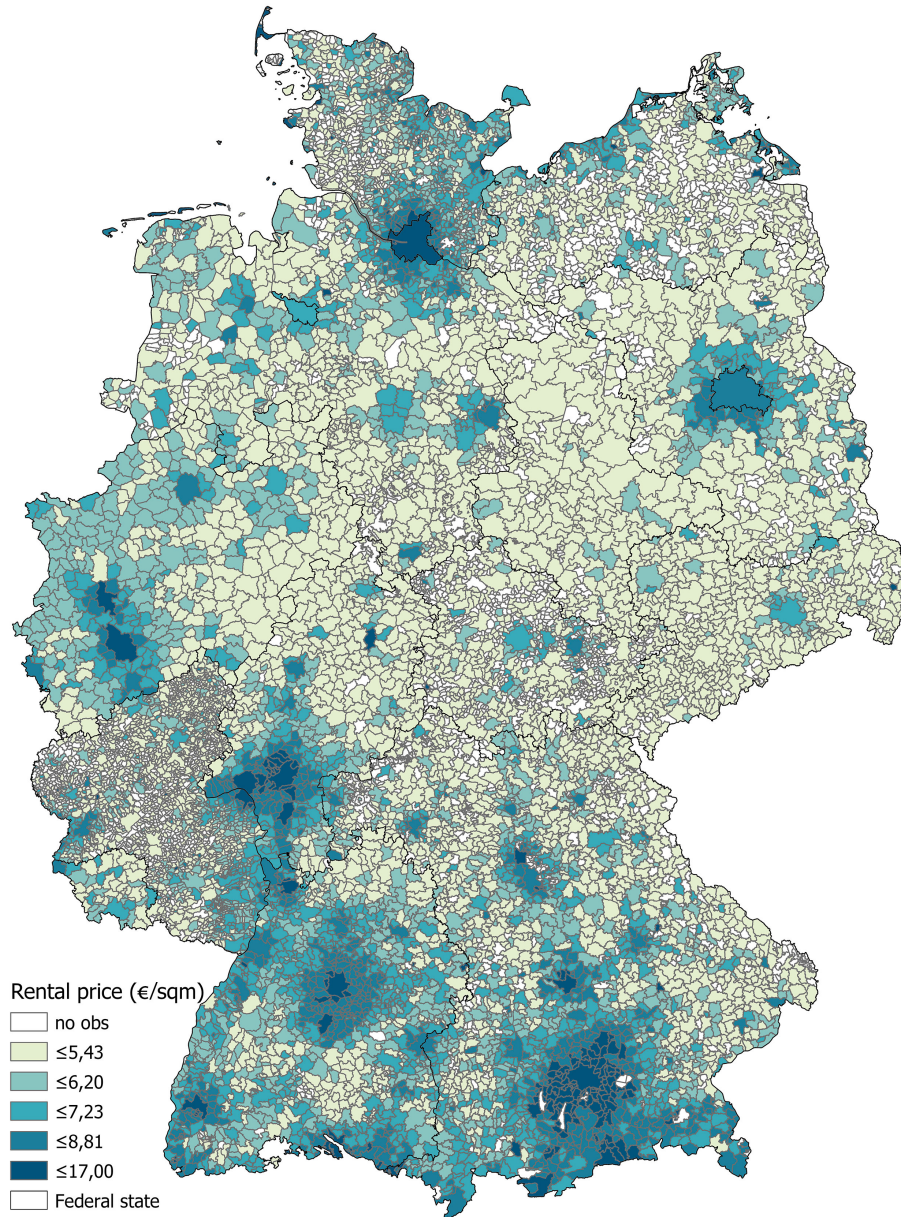 Rental price (€/sqm)
no obs
≤5,43
≤6,20
≤7,23
≤8,81
≤17,00
Federal state